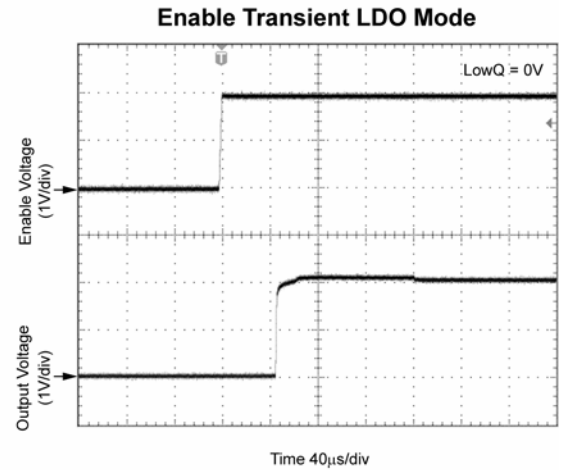 Enable Transient LDO Mode
T
LowQ = 0V
Enable Voltage
(1V/div)
Output Voltage
(1V/div)
Time 40µs/div